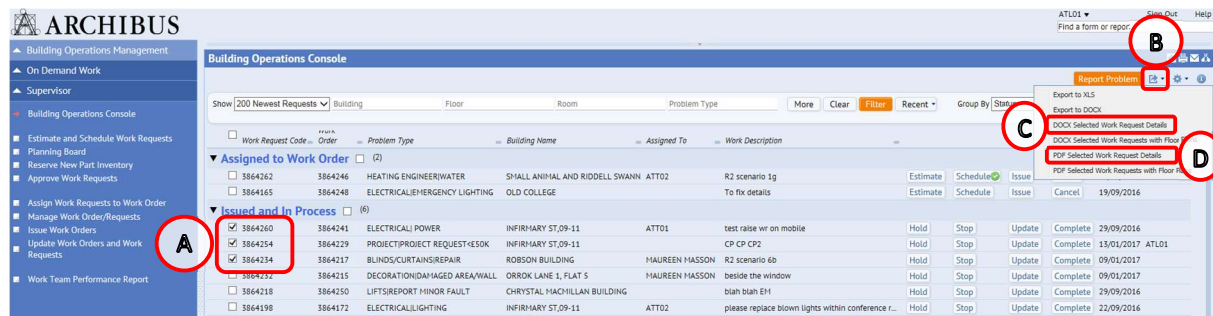 ARCHIBUS
ATL01 ▼ Sign Out Help
Find a form or repor
B
Building Operations Management
On Demand Work
Supervisor
Building Operations Console
Estimate and Schedule Work Requests
Planning Board
Reserve New Part Inventory
Approve Work Requests
Assign Work Requests to Work Order
Manage Work Order/Requests
Issue Work Orders
Update Work Orders and Work
Requests
Work Team Performance Report
Building Operations Console
Report Problem
Show 200 Newest Requests Building Floor Room Problem Type More Clear Filter Recent Group By Status
Export to XLS
Export to DOCX
C DOCX Selected Work Request Details
DOCX Selected Work Requests with Floor
PDF Selected Work Request Details D
PDF Selected Work Requests with Floor
Work Request Code Work Order Problem Type Building Name Assigned To Work Description
Assigned to Work Order (2)
3864262 3864246 HEATING ENGINEER|WATER SMALL ANIMAL AND RIDDELL SWANN ATT02 R2 scenario 1g Estimate Schedule Issue
3864165 3864248 ELECTRICAL|EMERGENCY LIGHTING OLD COLLEGE To fix details Estimate Schedule Issue Cancel 19/09/2016
Issued and In Process (6)
A
3864260 3864241 ELECTRICAL| POWER INFIRMARY ST,09-11 ATT01 test raise wr on mobile Hold Stop Update Complete 29/09/2016
3864254 3864229 PROJECT|PROJECT REQUEST<£50K INFIRMARY ST,09-11 CP CP CP2 Hold Stop Update Complete 13/01/2017 ATL01
3864234 3864217 BLINDS/CURTAINS|REPAIR ROBSON BUILDING MAUREEN MASSON R2 scenario 6b Hold Stop Update Complete 09/01/2017
3864232 3864215 DECORATION|DAMAGED AREA/WALL ORROK LANE 1, FLAT 5 MAUREEN MASSON beside the window Hold Stop Update Complete 09/01/2017
3864218 3864250 LIFTS|REPORT MINOR FAULT CHRYSTAL MACMILLAN BUILDING blah blah EM Hold Stop Update Complete 29/09/2016
3864198 3864172 ELECTRICAL|LIGHTING INFIRMARY ST,09-11 ATT02 please replace blown lights within conference r... Hold Stop Update Complete 22/09/2016